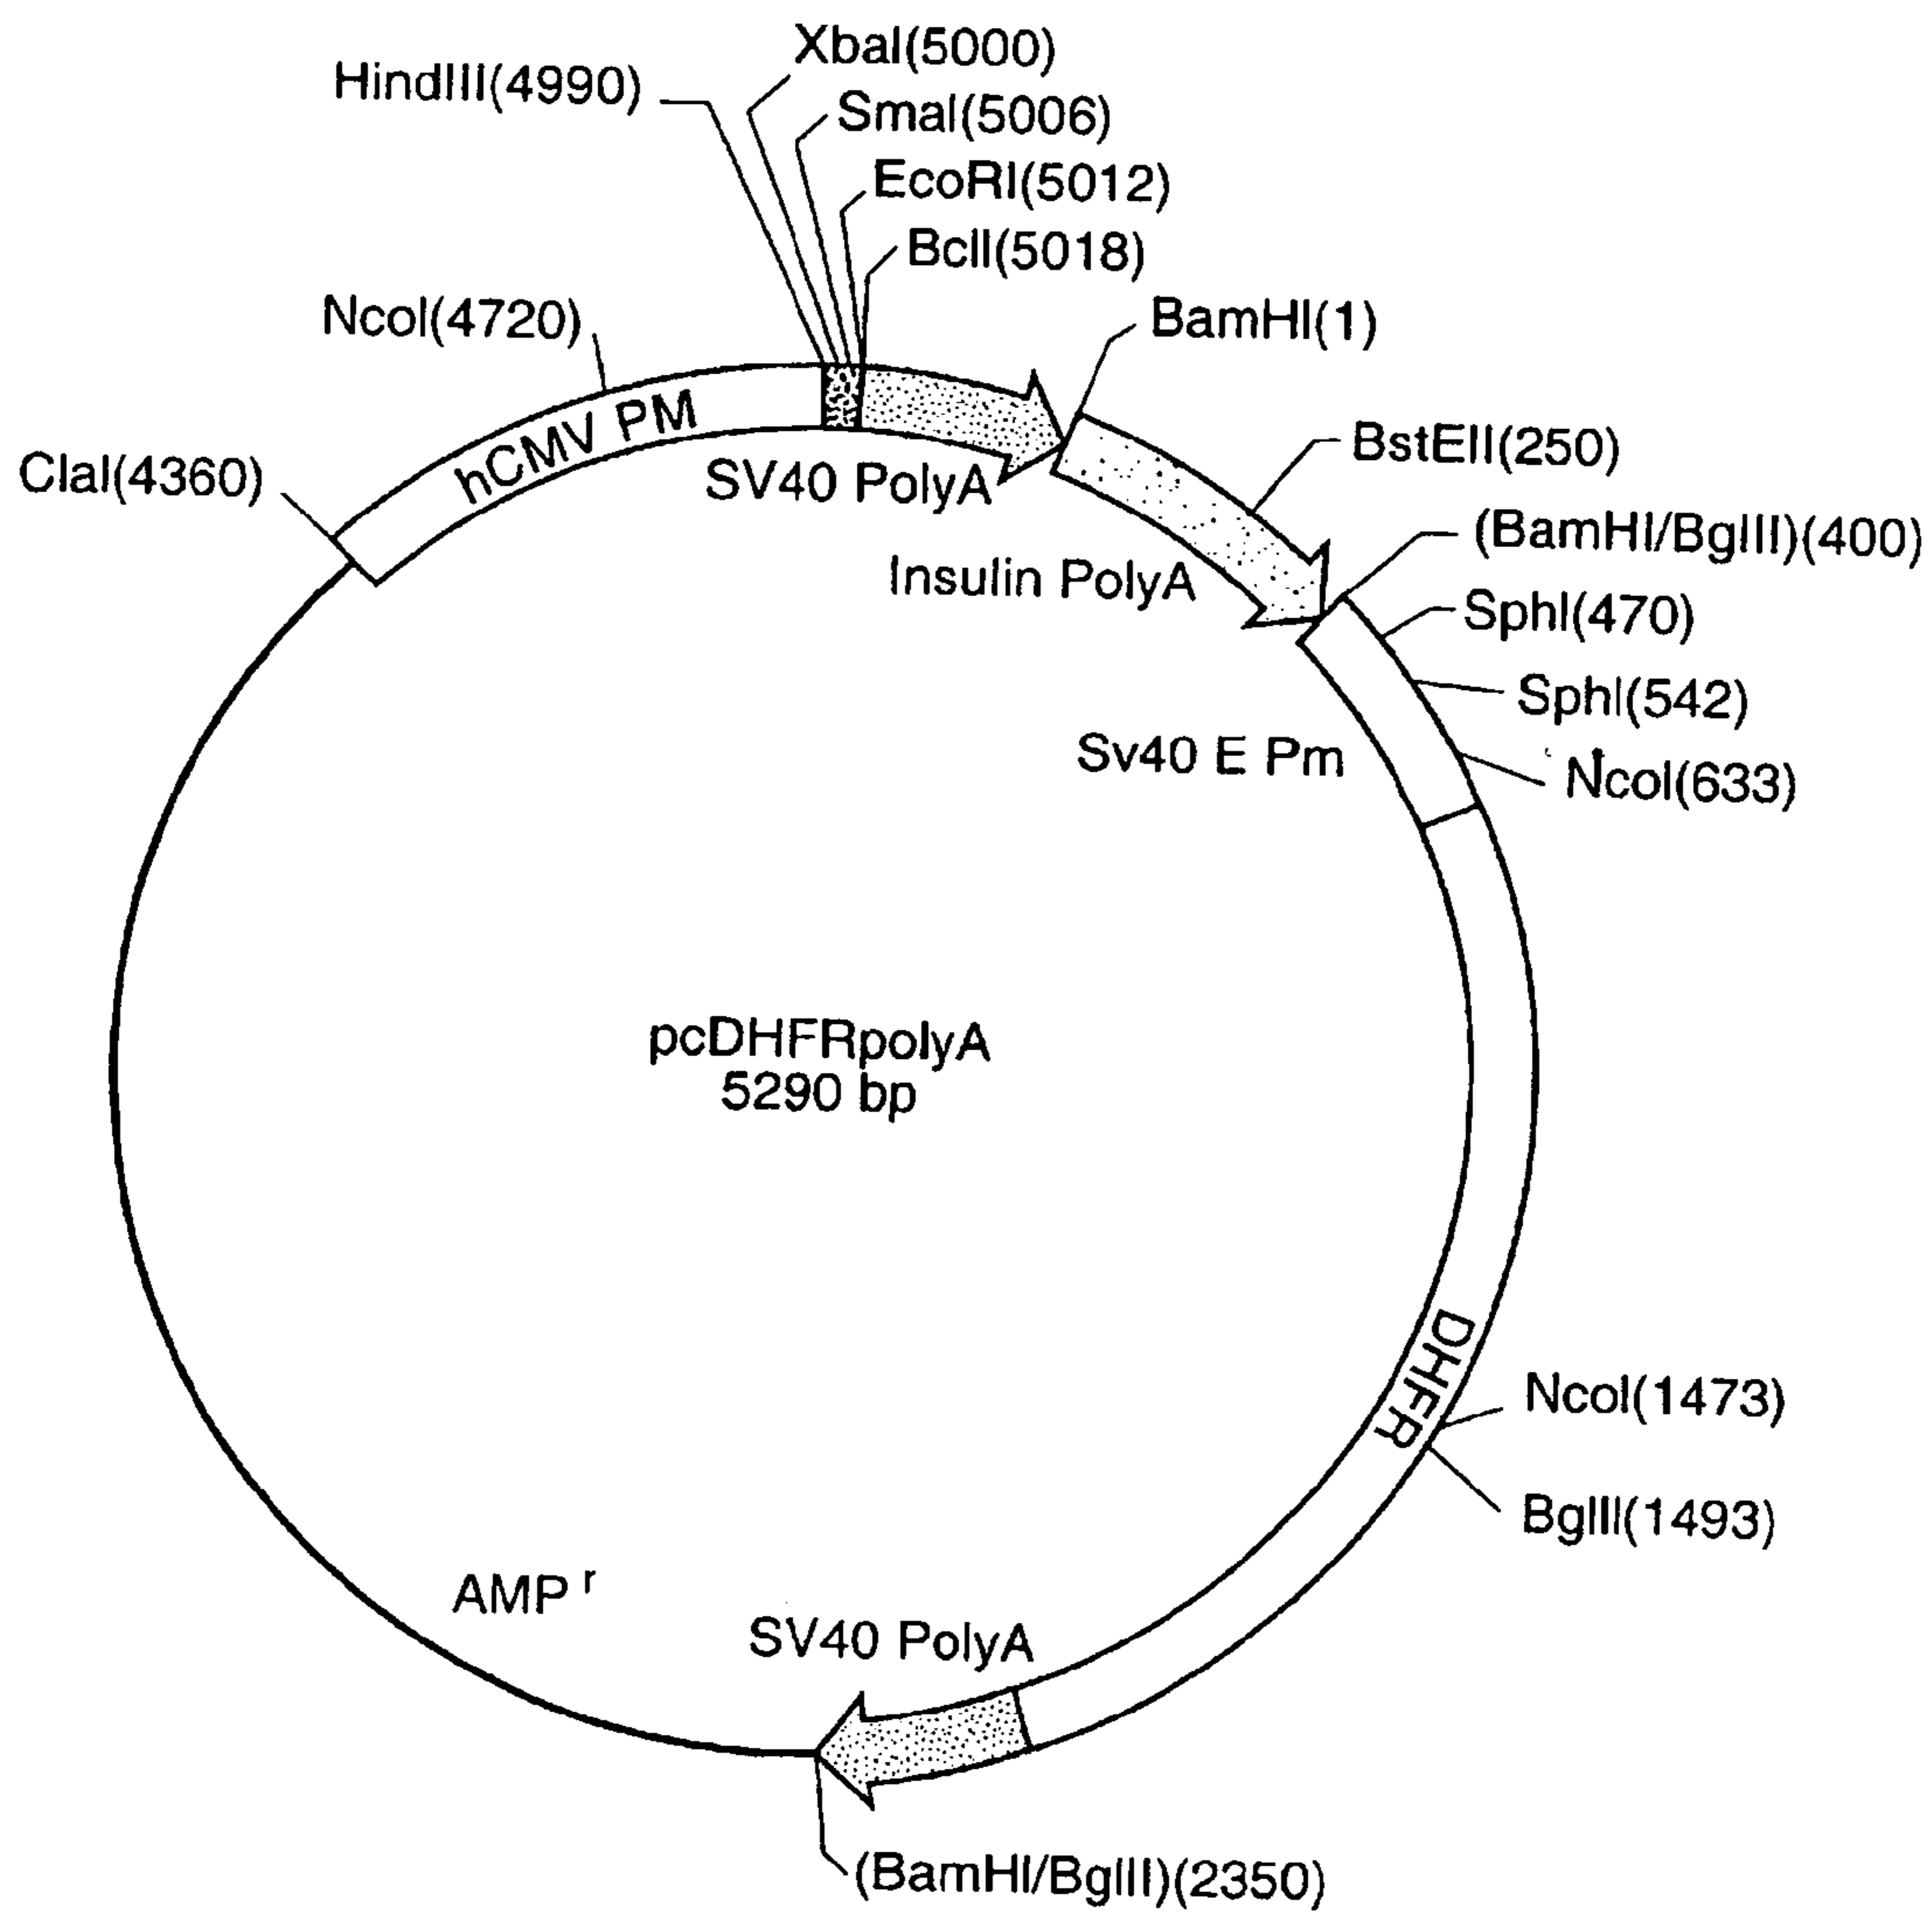 XbaI(5000)
HindIII(4990)
SmaI(5006)
EcoRI(5012)
BclI(5018)
NcoI(4720)
BamHI(1)
hCMV PM
BstEII(250)
ClaI(4360)
SV40 PolyA
(BamHI/BglII)(400)
Insulin PolyA
SphI(470)
SphI(542)
Sv40 E Pm
NcoI(633)
pcDHFRpolyA
5290 bp
DHFR
NcoI(1473)
BglII(1493)
AMP r
SV40 PolyA
(BamHI/BglII)(2350)